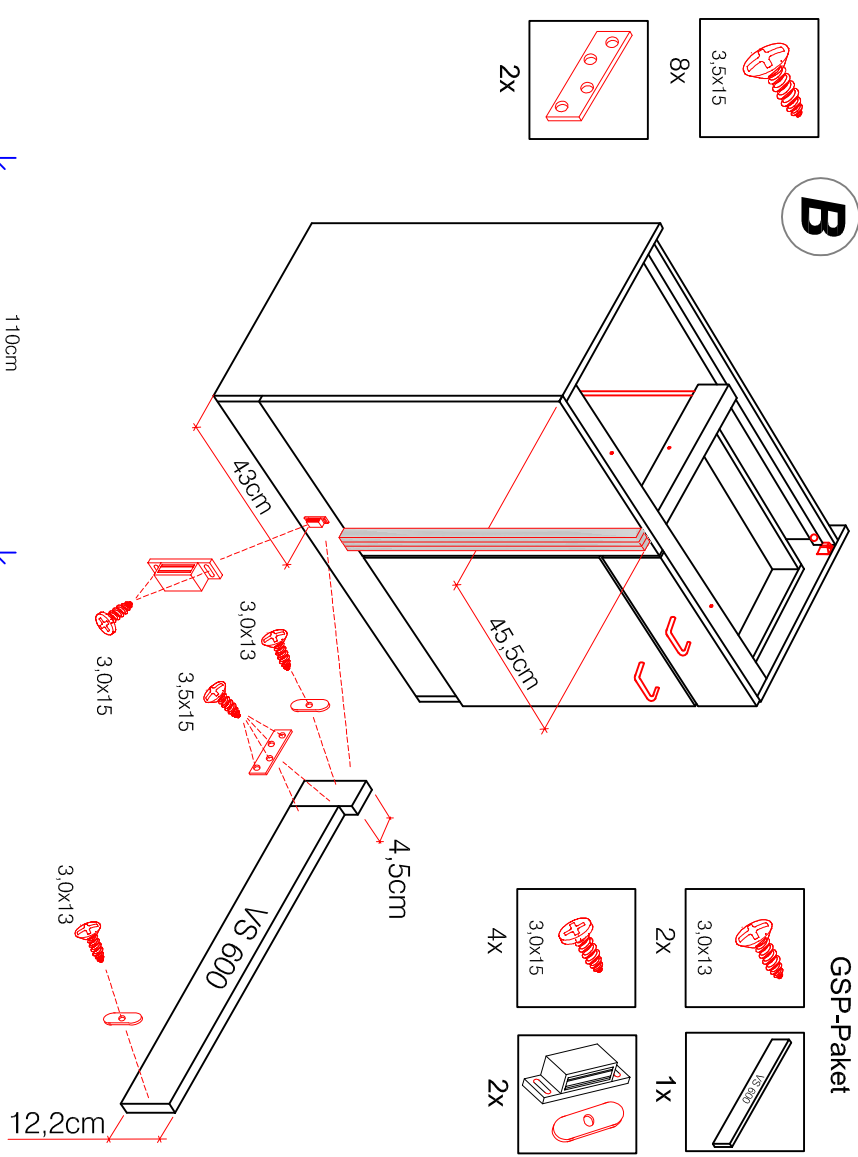 B
3,5x15
8x
2x
GSP-Paket
3,0x13
2x
VS 600
1x
3,0x15
4x
2x
43cm
45,5cm
3,0x15
3,0x13
3,5x15
4,5cm
VS 600
3,0x13
12,2cm
110cm